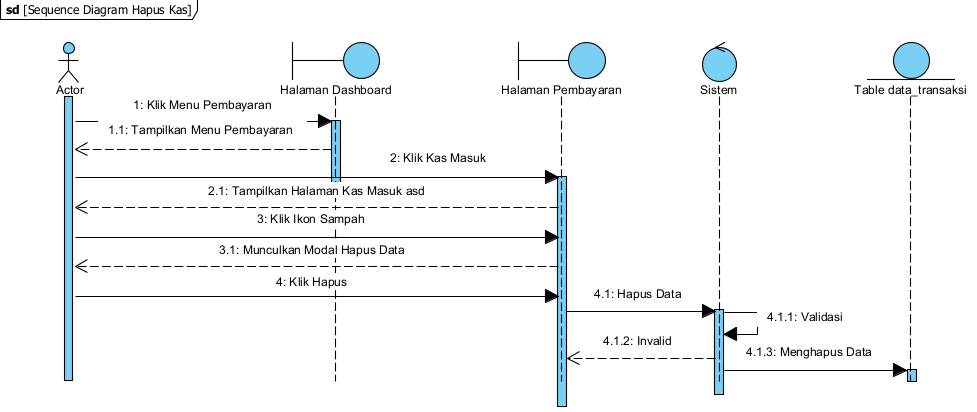 sd [Sequence Diagram Hapus Kas]
Actor
Halaman Dashboard
Halaman Pembayaran
Sistem
Table data_transaksi
1: Klik Menu Pembayaran
1.1: Tampilkan Menu Pembayaran
2: Klik Kas Masuk
2.1: Tampilkan Halaman Kas Masuk asd
3: Klik Ikon Sampah
3.1: Munculkan Modal Hapus Data
4: Klik Hapus
4.1: Hapus Data
4.1.1: Validasi
4.1.2: Invalid
4.1.3: Menghapus Data